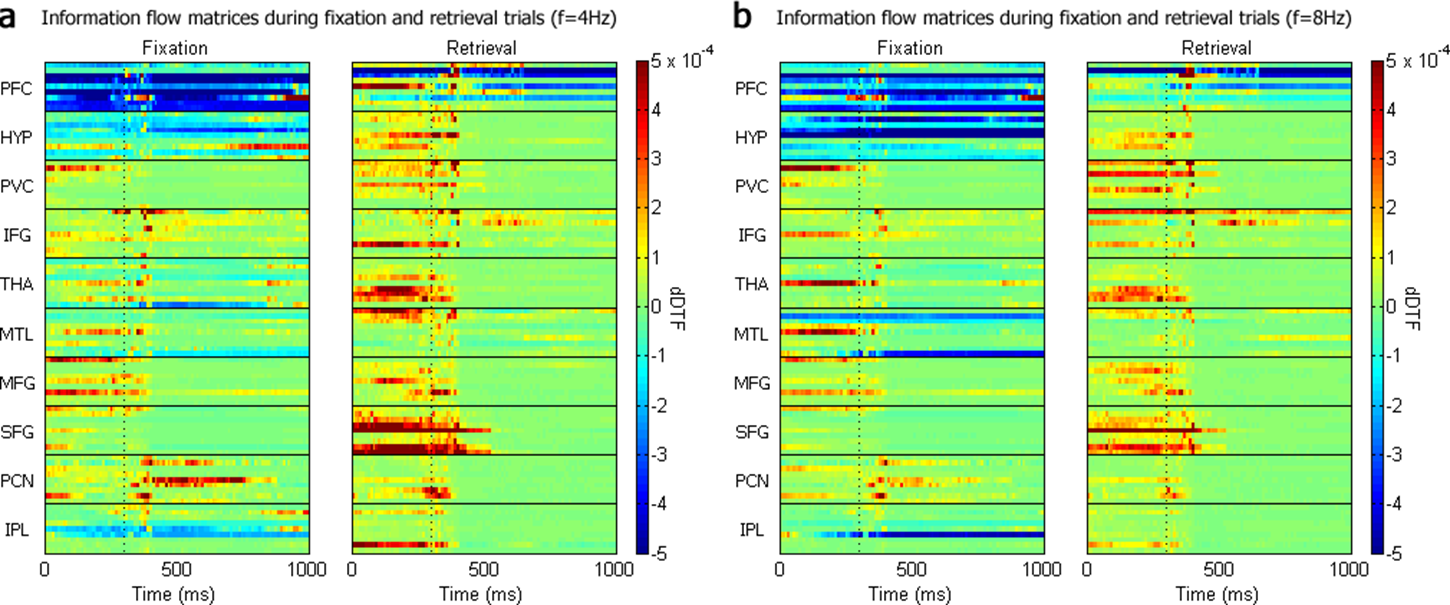 a Information flow matrices during fixation and retrieval trials (f=4Hz)
Fixation Retrieval
PFC
HYP
PVC
IFG
THA
MTL
MFG
SFG
PCN
IPL
0 500 1000
Time (ms)
0 500 1000
Time (ms)
5 x 10-4
4
3
2
1
0
-1
-2
-3
-4
-5
dDTF
b Information flow matrices during fixation and retrieval trials (f=8Hz)
Fixation Retrieval
PFC
HYP
PVC
IFG
THA
MTL
MFG
SFG
PCN
IPL
0 500 1000
Time (ms)
0 500 1000
Time (ms)
5 x 10-4
4
3
2
1
0
-1
-2
-3
-4
-5
dDTF